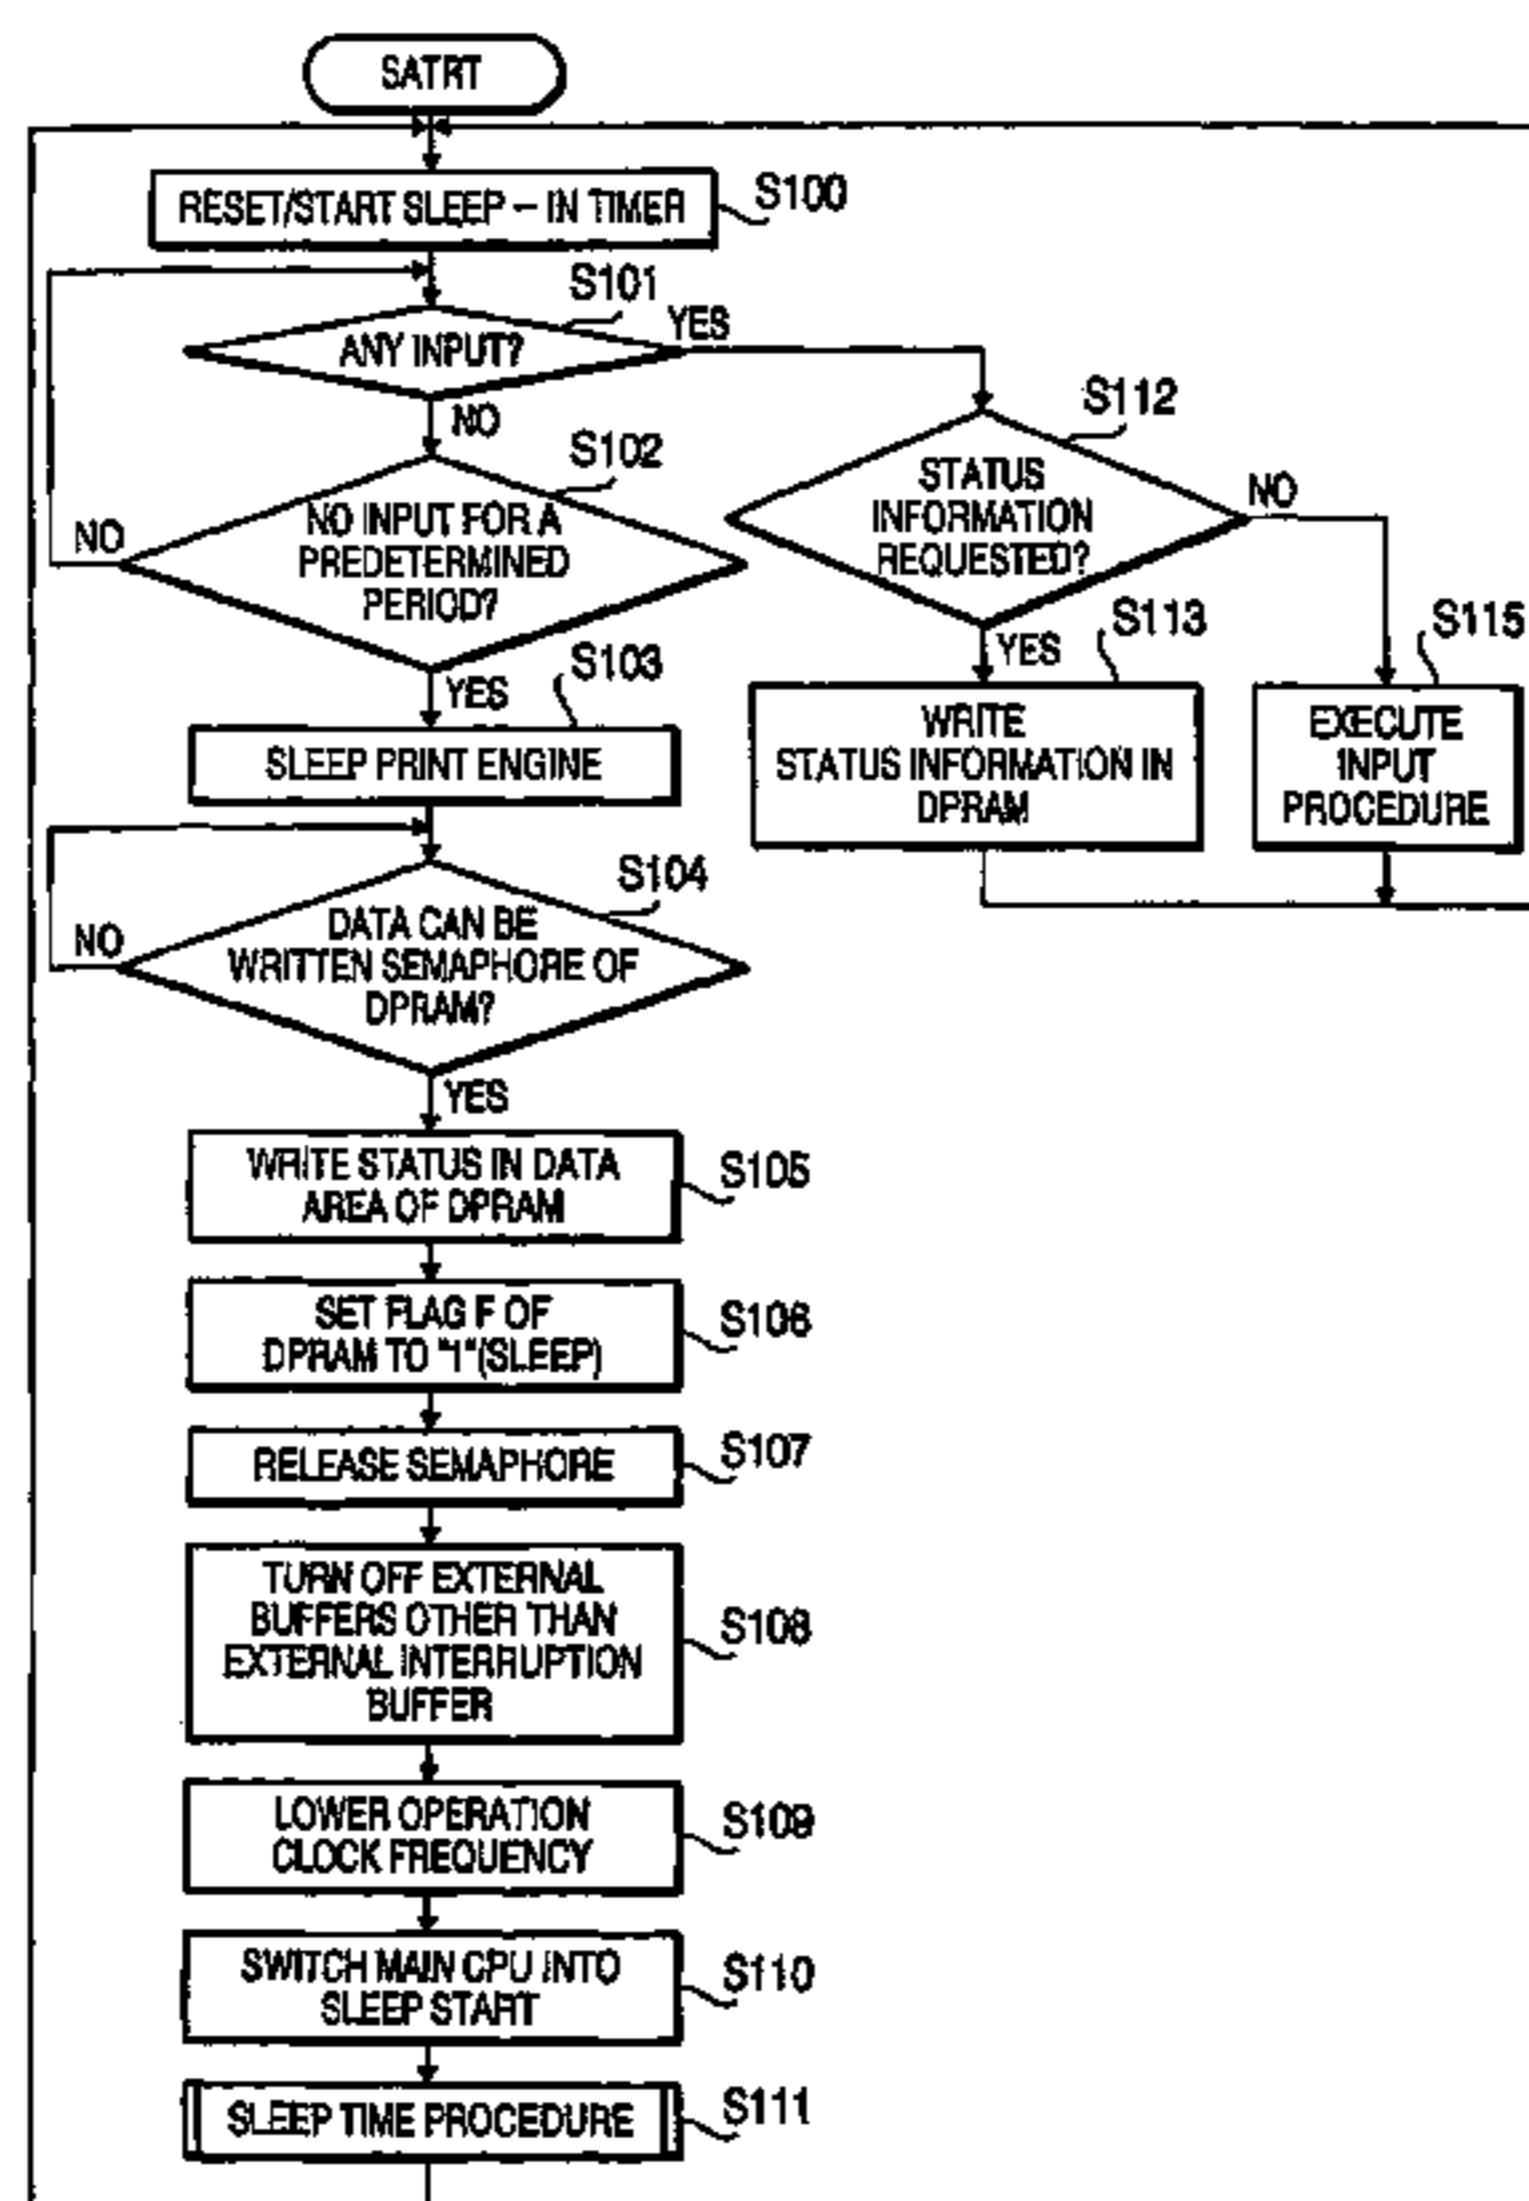 SATRT
RESET/START SLEEP – IN TIMER
S100
S101
ANY INPUT?
YES
NO
S112
STATUS
INFORMATION
REQUESTED?
NO
YES
S102
NO INPUT FOR A
PREDETERMINED
PERIOD?
NO
YES
S113
WRITE
STATUS INFORMATION IN
DPRAM
S115
EXECUTE
INPUT
PROCEDURE
S103
SLEEP PRINT ENGINE
S104
DATA CAN BE
WRITTEN SEMAPHORE OF
DPRAM?
NO
YES
WRITE STATUS IN DATA
AREA OF DPRAM
S105
SET FLAG F OF
DPRAM TO "1"(SLEEP)
S106
RELEASE SEMAPHORE
S107
TURN OFF EXTERNAL
BUFFERS OTHER THAN
EXTERNAL INTERRUPTION
BUFFER
S108
LOWER OPERATION
CLOCK FREQUENCY
S109
SWITCH MAIN CPU INTO
SLEEP START
S110
SLEEP TIME PROCEDURE
S111